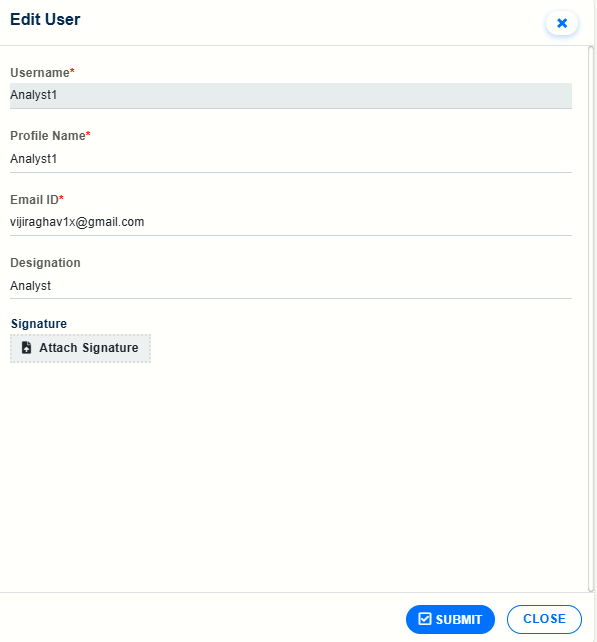 Edit User
Username*
Analyst1
Profile Name*
Analyst1
Email ID*
vijiraghav1x@gmail.com
Designation
Analyst
Signature
Attach Signature
SUBMIT
CLOSE